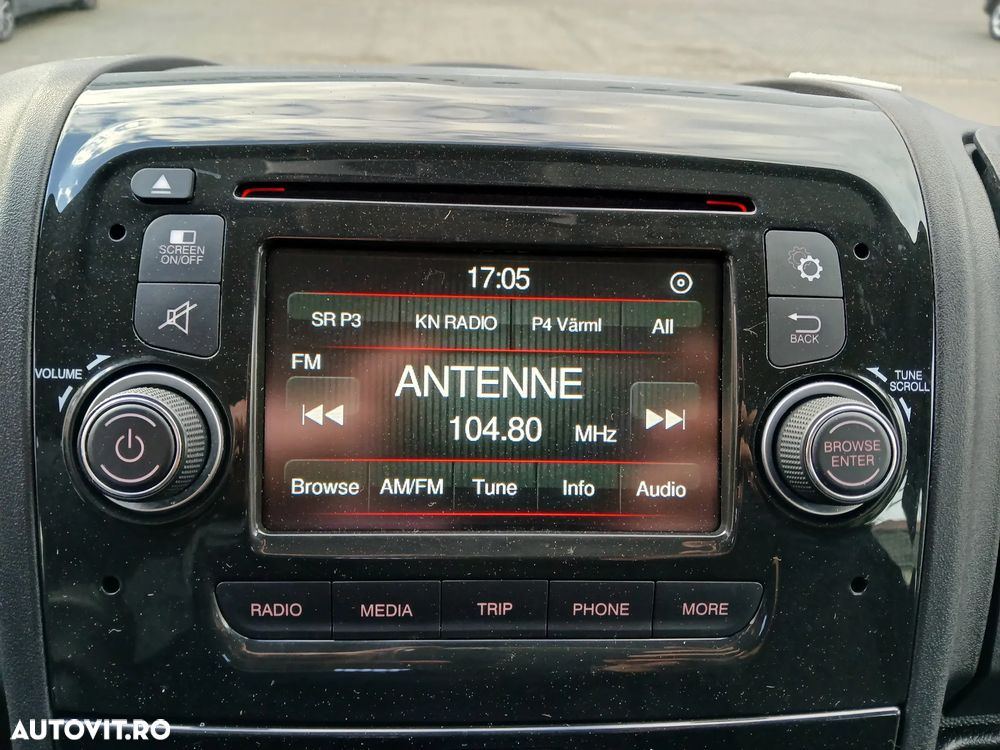 SCREEN
ON/OFF
17:05
SR P3 KN RADIO P4 Värml All
FM
ANTENNE
104.80 MHz
Browse AM/FM Tune Info Audio
VOLUME
BACK
TUNE
SCROLL
BROWSE
ENTER
RADIO MEDIA TRIP PHONE MORE
AUTOVIT.RO